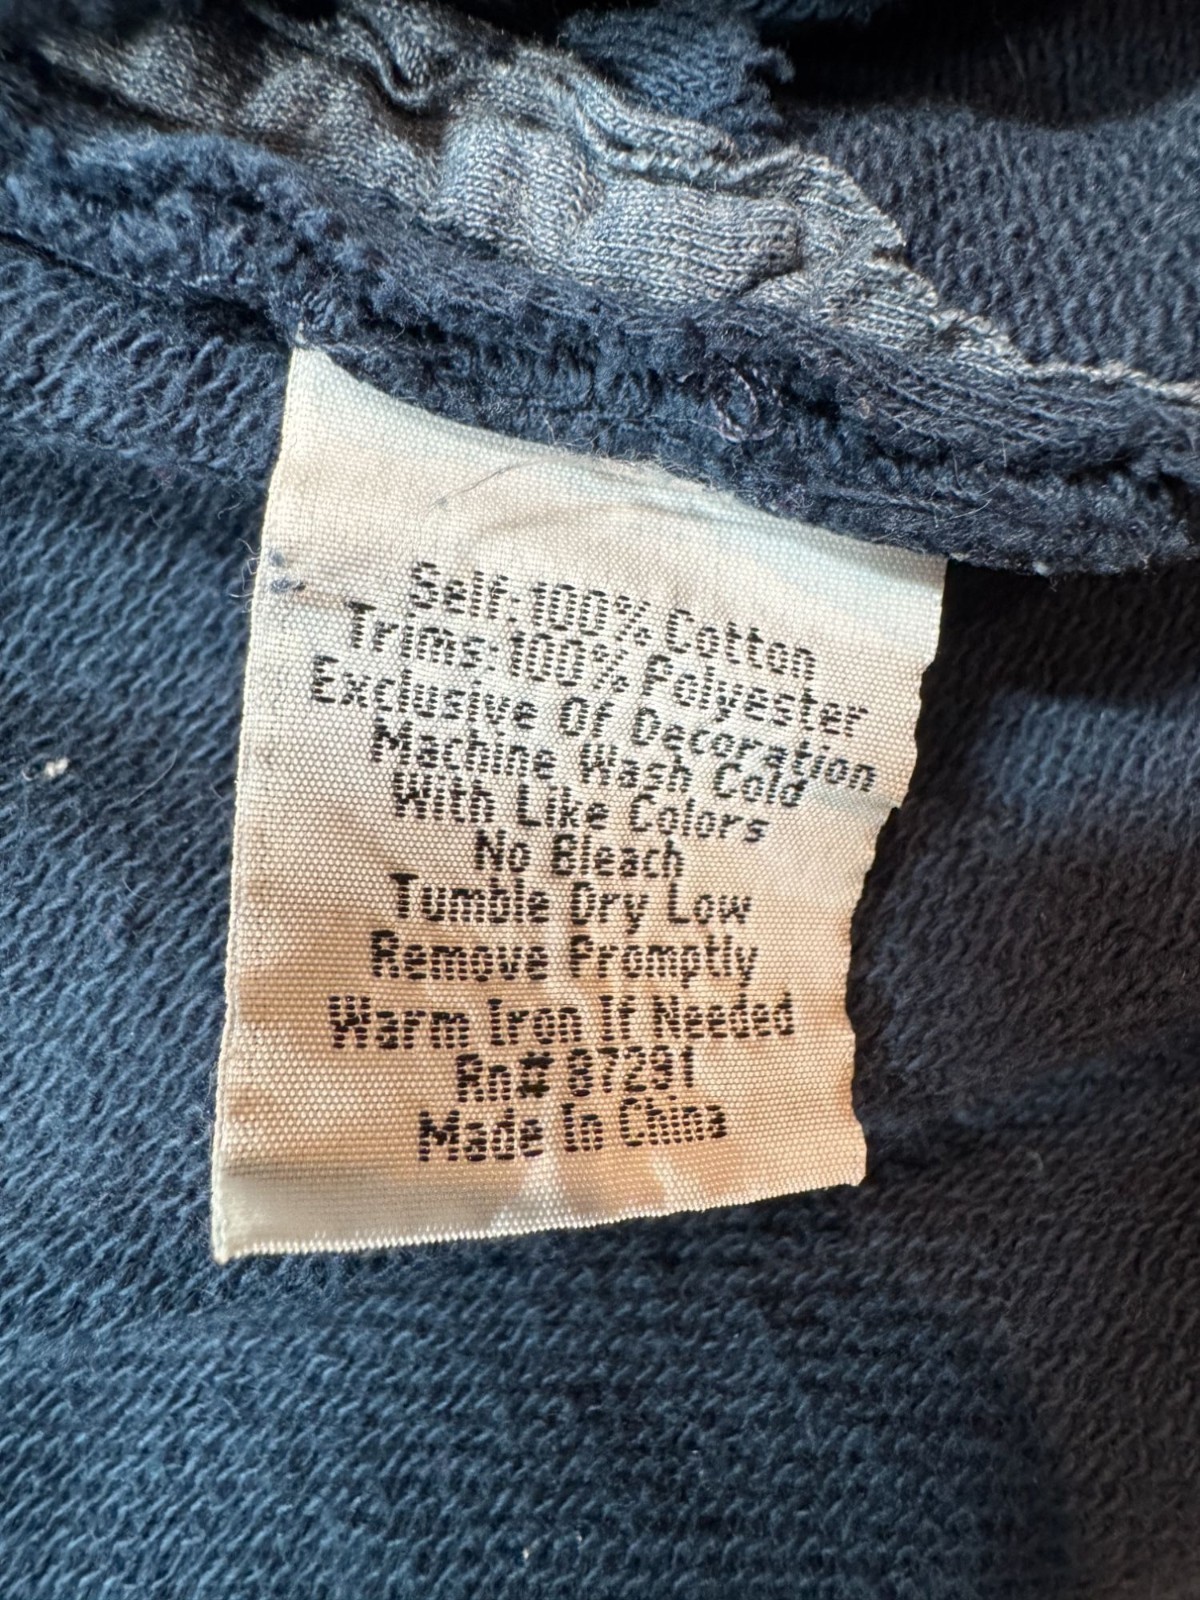 Self:100% Cotton
Trims:100% Polyester
Exclusive Of Decoration
Machine Wash Cold
With Like Colors
No Bleach
Tumble Dry Low
Remove Promptly
Warm Iron If Needed
Rn# 87291
Made In China